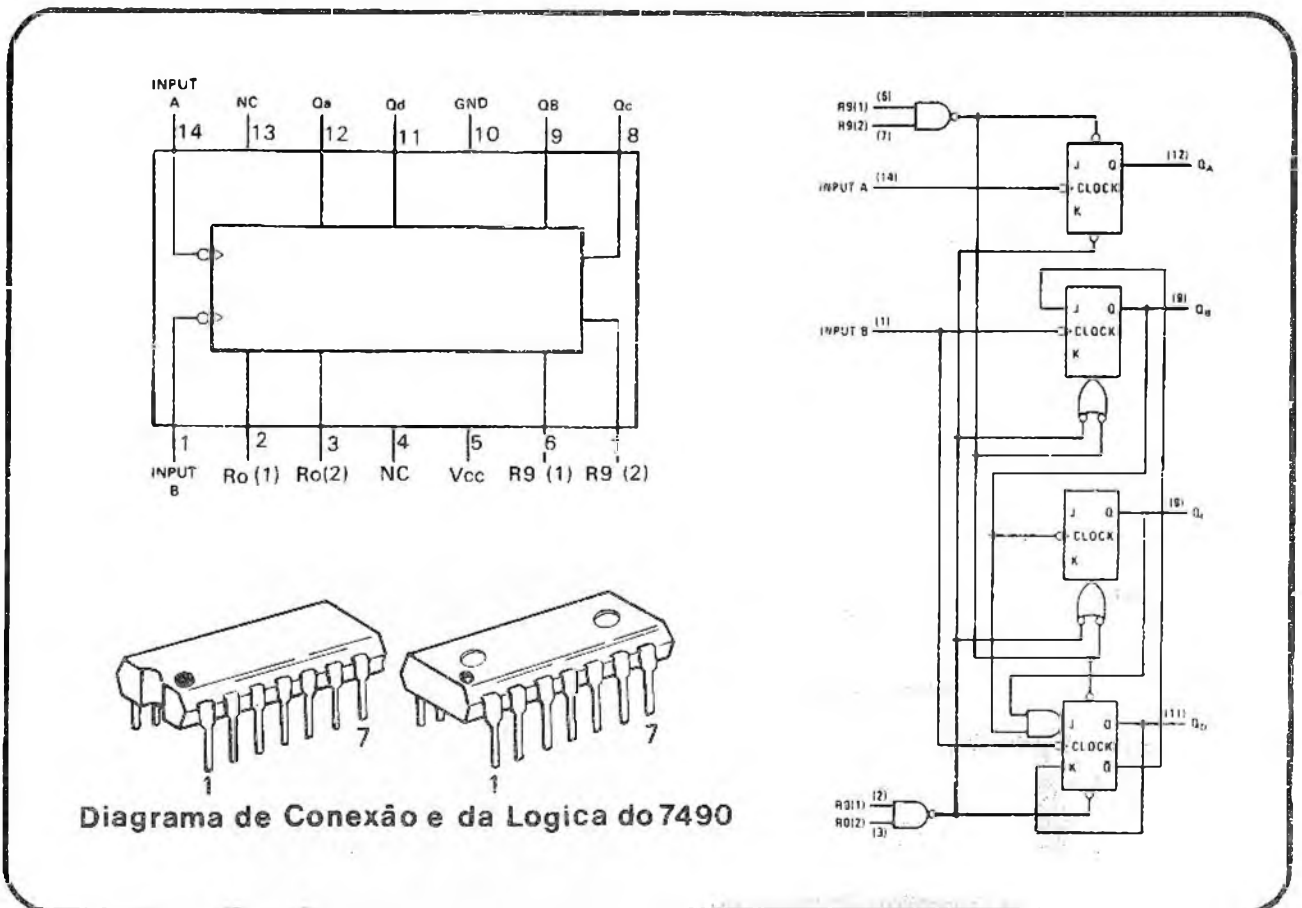 INPUT
A NC Qa Qd GND QB Qc
14 13 12 11 10 9 8
1 2 3 4 5 6 7
INPUT
B Ro (1) Ro(2) NC Vcc R9 (1) R9 (2)
1 7
1 7
Diagrama de Conexão e da Logica do 7490
R9(1) (6)
R9(2)
(7)
J Q (12) QA
INPUT A (14) CLOCK
K
J Q (9) QB
INPUT B (1) CLOCK
K
J Q
CLOCK
K
J Q (11) QD
CLOCK
K Q̅
R0(1) (2)
R0(2)
(3)